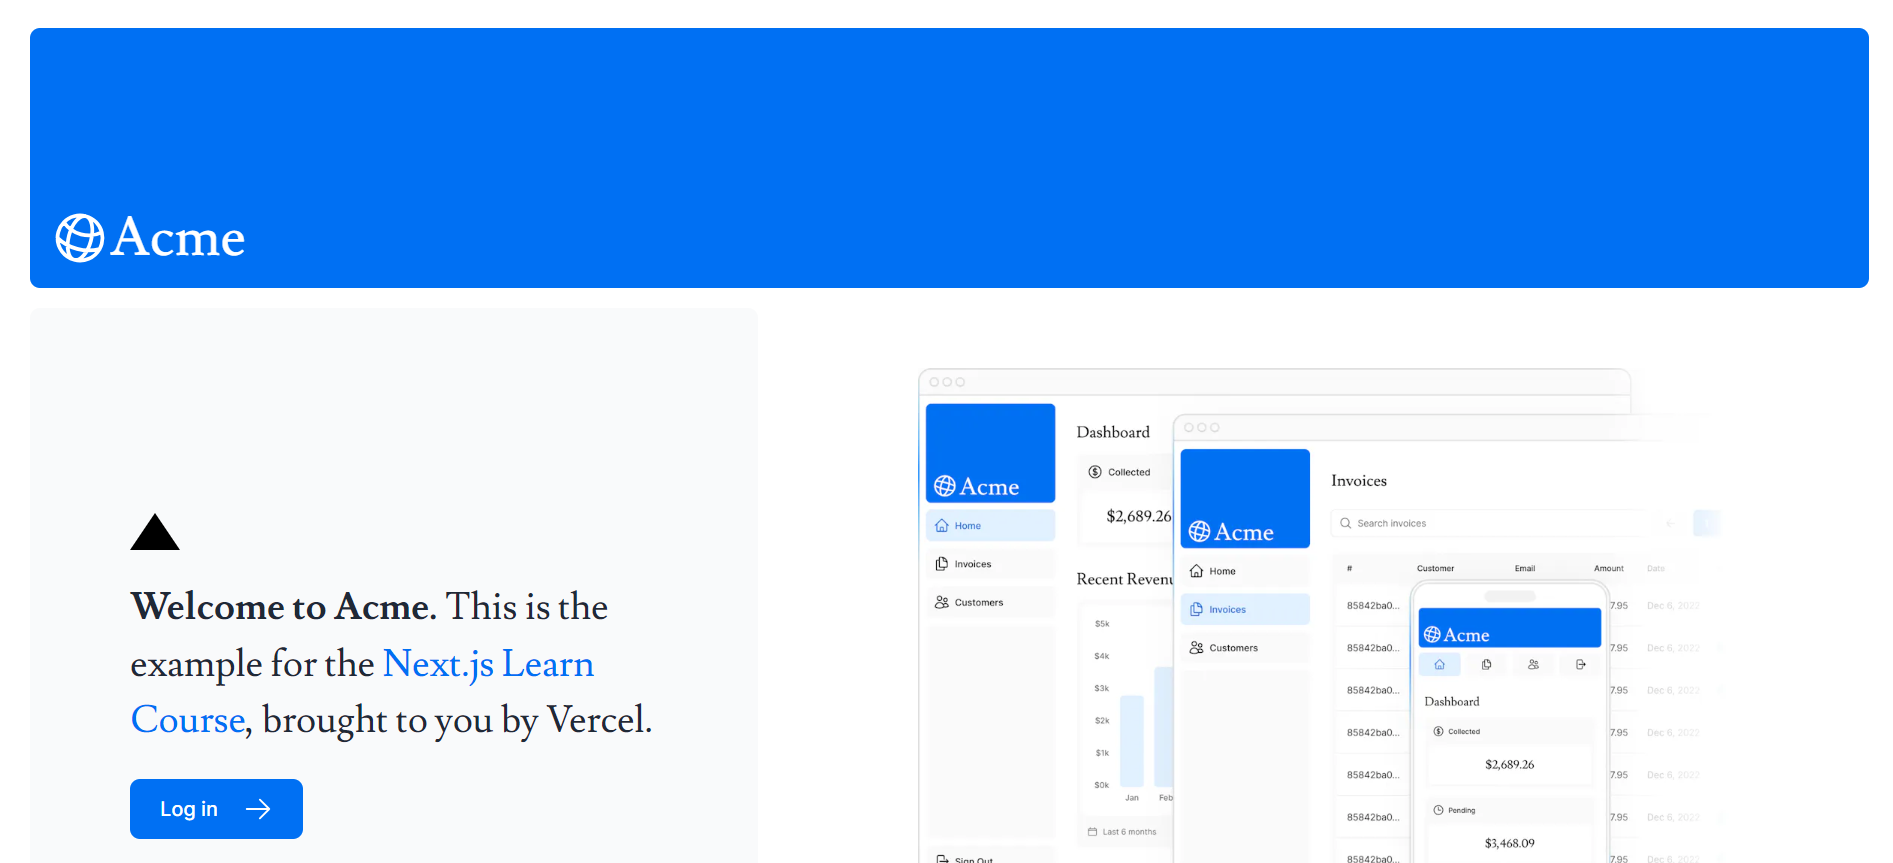 Acme
Welcome to Acme. This is the
example for the Next.js Learn
Course, brought to you by Vercel.
Log in
Acme
Home
Invoices
Customers
Sign Out
Dashboard
Collected
$2,689.26
Recent Revenu
$5k
$4k
$3k
$2k
$1k
$0k
Jan Feb
Last 6 months
Acme
Home
Invoices
Customers
Invoices
Search invoices
# Customer Email Amount Date
85842ba0... 7.95 Dec 6, 2022
85842ba0... 7.95 Dec 6, 2022
85842ba0... 7.95 Dec 6, 2022
85842ba0... 7.95 Dec 6, 2022
85842ba0... 7.95 Dec 6, 2022
85842ba0... 7.95 Dec 6, 2022
85842ba0... 7.95 Dec 6, 2022
Acme
Dashboard
Collected
$2,689.26
Pending
$3,468.09